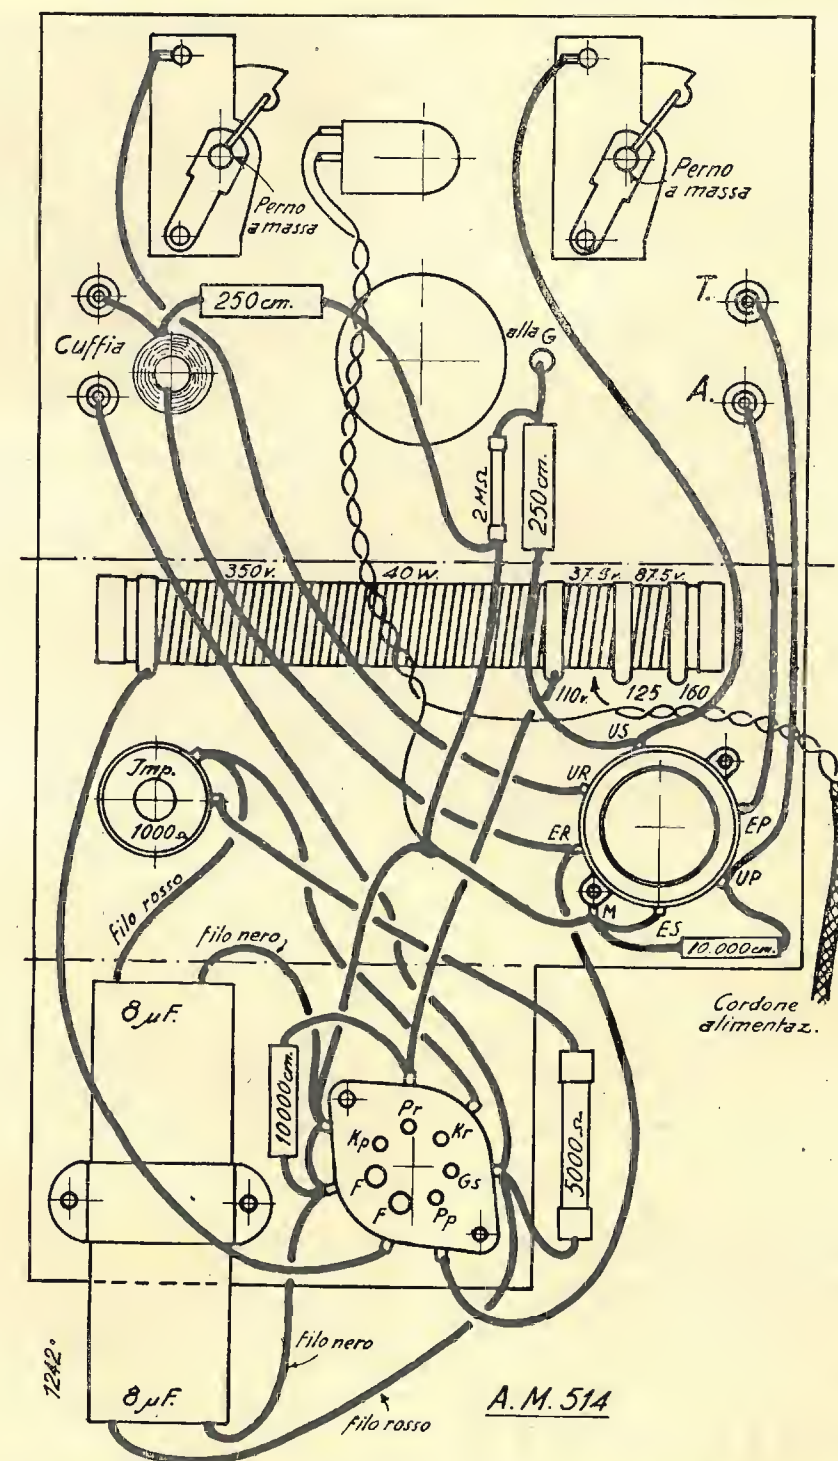 Perno
a massa
Perno
a massa
250 cm.
T.
alla G
Cuffia
A.
2 MΩ
250 cm.
350 v.
40 w.
37.5 v.
87.5 v.
110 v.
125
160
US
UR
Imp.
1000 Ω
ER
EP
UP
M
ES
10.000 cm.
filo rosso
filo nero
8 µF.
Cordone
alimentaz.
10000 cm.
Pr
Kp
Kr
5000 Ω
F
Gs
F
Pp
filo nero
1242°
8 µF.
filo rosso
A.M. 514